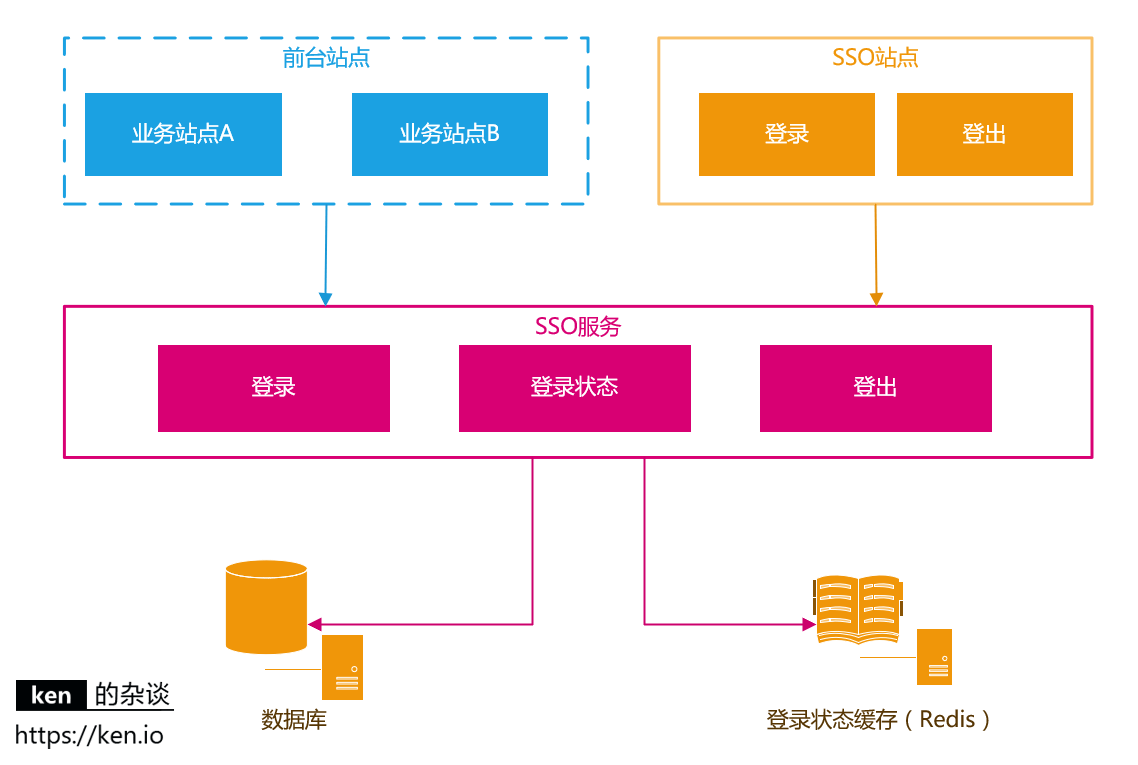 前台站点
业务站点A
业务站点B
SSO站点
登录
登出
SSO服务
登录
登录状态
登出
数据库
登录状态缓存（Redis）
ken 的杂谈
https://ken.io